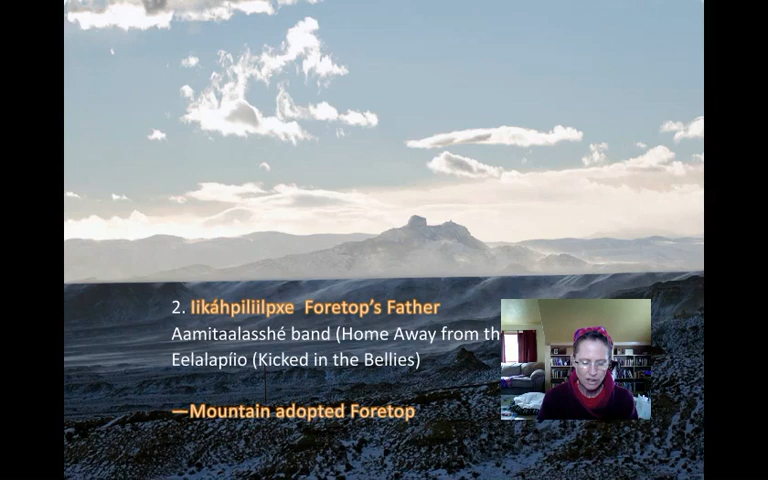 2. Iikáhpiliilpxe Foretop's Father
Aamitaalasshé band (Home Away from th
Eelalapíio (Kicked in the Bellies)
—Mountain adopted Foretop